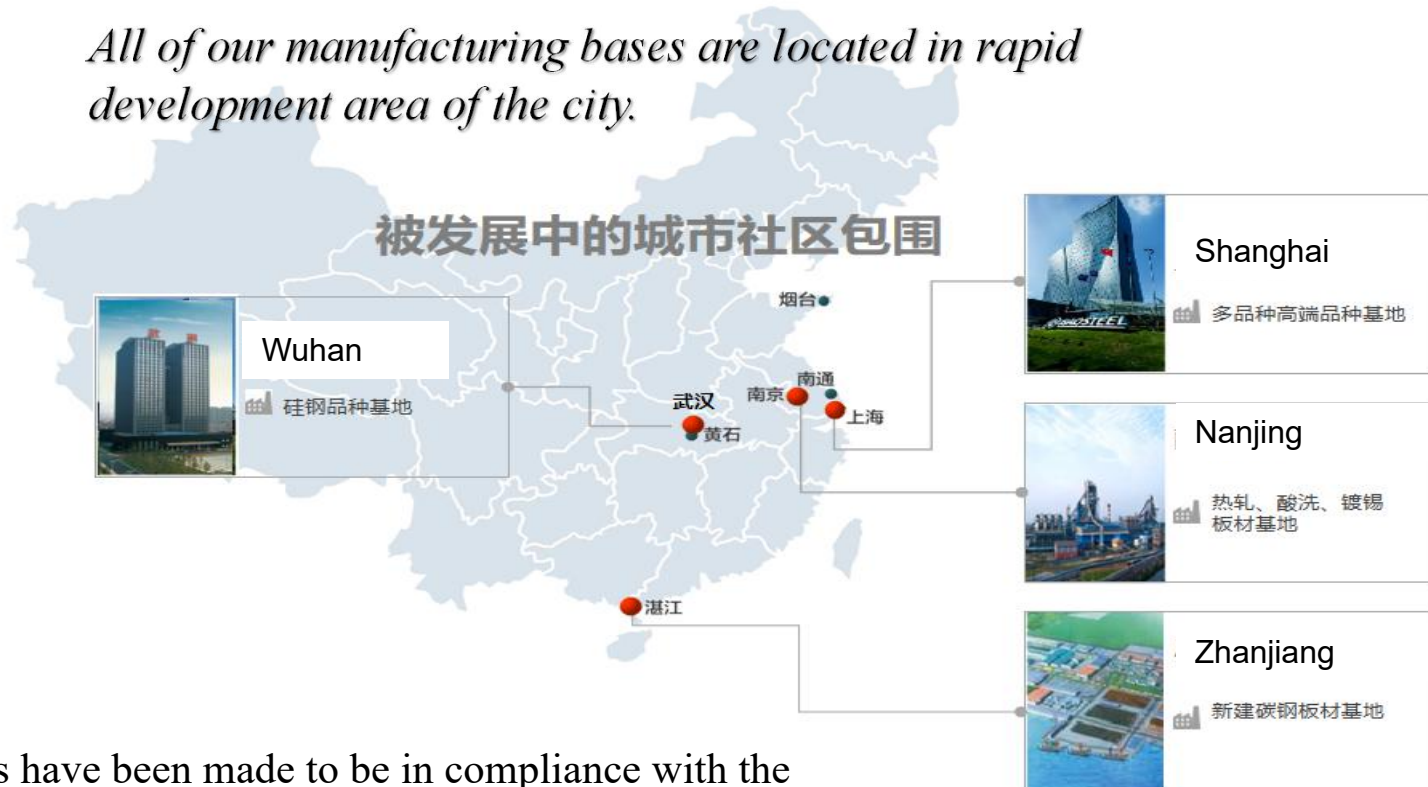 All of our manufacturing bases are located in rapid
development area of the city.
被发展中的城市社区包围
Wuhan
硅钢品种基地
烟台
南通
南京
上海
武汉
黄石
湛江
Shanghai
多品种高端品种基地
Nanjing
热轧、酸洗、镀锡
板材基地
Zhanjiang
新建碳钢板材基地
s have been made to be in compliance with the